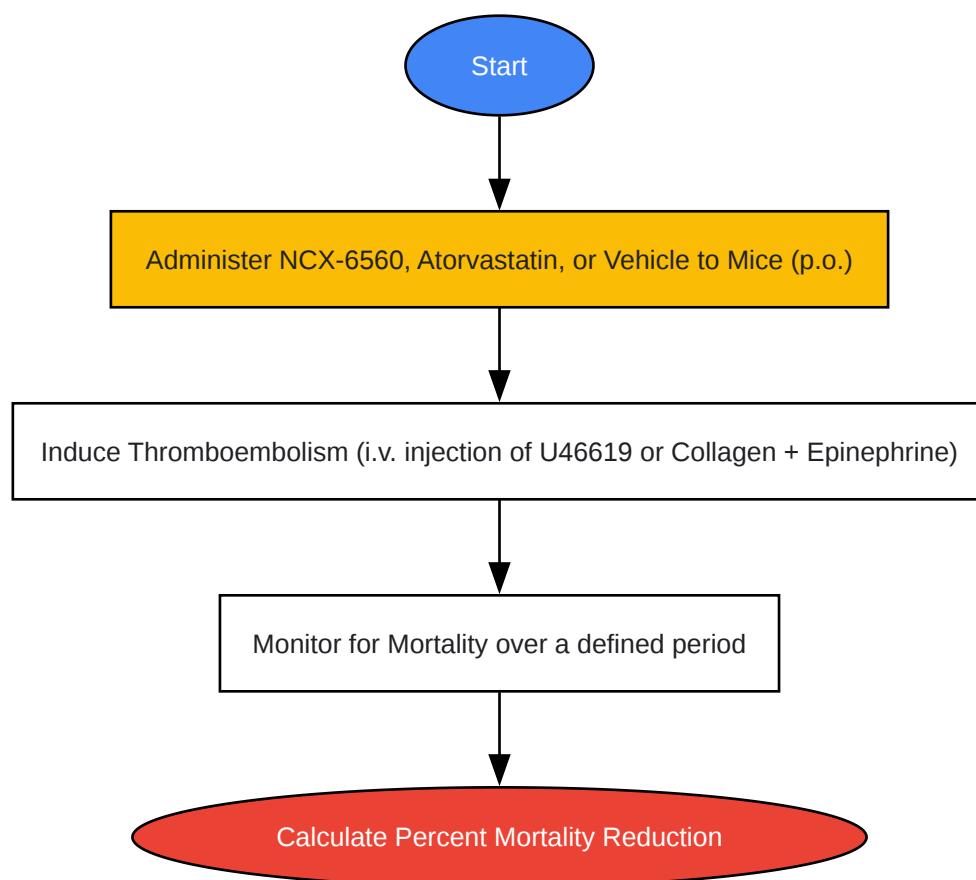 Start
Administer NCX-6560, Atorvastatin, or Vehicle to Mice (p.o.)
Induce Thromboembolism (i.v. injection of U46619 or Collagen + Epinephrine)
Monitor for Mortality over a defined period
Calculate Percent Mortality Reduction